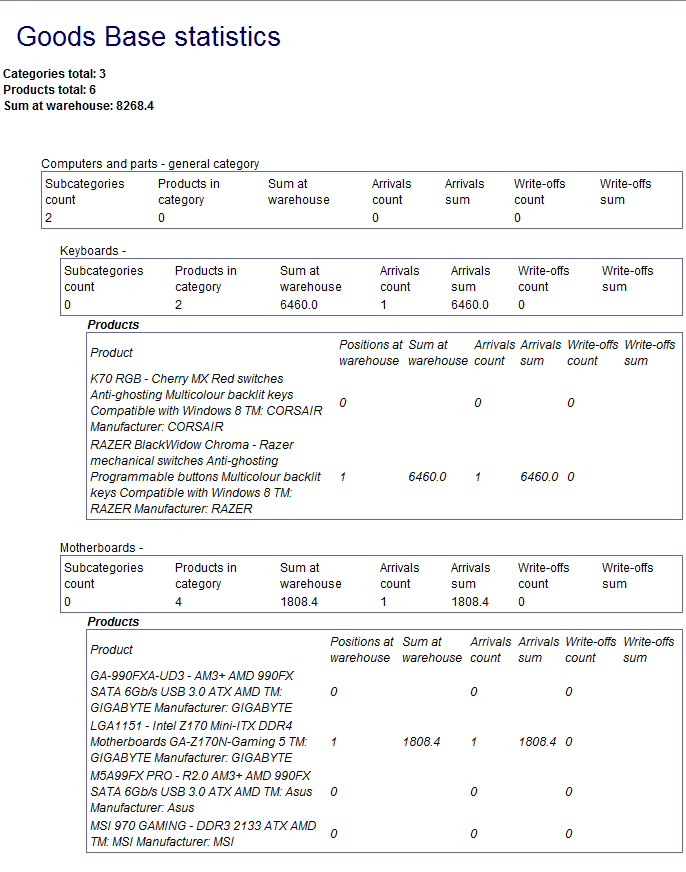 Goods Base statistics
Categories total: 3
Products total: 6
Sum at warehouse: 8268.4
Computers and parts - general category
Subcategories count Products in category Sum at warehouse Arrivals count Arrivals sum Write-offs count Write-offs sum
2 0 0 0
Keyboards -
Subcategories count Products in category Sum at warehouse Arrivals count Arrivals sum Write-offs count Write-offs sum
0 2 6460.0 1 6460.0 0
Products
Product Positions at warehouse Sum at warehouse Arrivals count Arrivals sum Write-offs count Write-offs sum
K70 RGB - Cherry MX Red switches
Anti-ghosting Multicolour backlit keys
Compatible with Windows 8 TM: CORSAIR
Manufacturer: CORSAIR
0 0 0
RAZER BlackWidow Chroma - Razer
mechanical switches Anti-ghosting
Programmable buttons Multicolour backlit
keys Compatible with Windows 8 TM:
RAZER Manufacturer: RAZER
1 6460.0 1 6460.0 0
Motherboards -
Subcategories count Products in category Sum at warehouse Arrivals count Arrivals sum Write-offs count Write-offs sum
0 4 1808.4 1 1808.4 0
Products
Product Positions at warehouse Sum at warehouse Arrivals count Arrivals sum Write-offs count Write-offs sum
GA-990FXA-UD3 - AM3+ AMD 990FX
SATA 6Gb/s USB 3.0 ATX AMD TM:
GIGABYTE Manufacturer: GIGABYTE
0 0 0
LGA1151 - Intel Z170 Mini-ITX DDR4
Motherboards GA-Z170N-Gaming 5 TM:
GIGABYTE Manufacturer: GIGABYTE
1 1808.4 1 1808.4 0
M5A99FX PRO - R2.0 AM3+ AMD 990FX
SATA 6Gb/s USB 3.0 ATX AMD TM: Asus
Manufacturer: Asus
0 0 0
MSI 970 GAMING - DDR3 2133 ATX AMD
TM: MSI Manufacturer: MSI
0 0 0